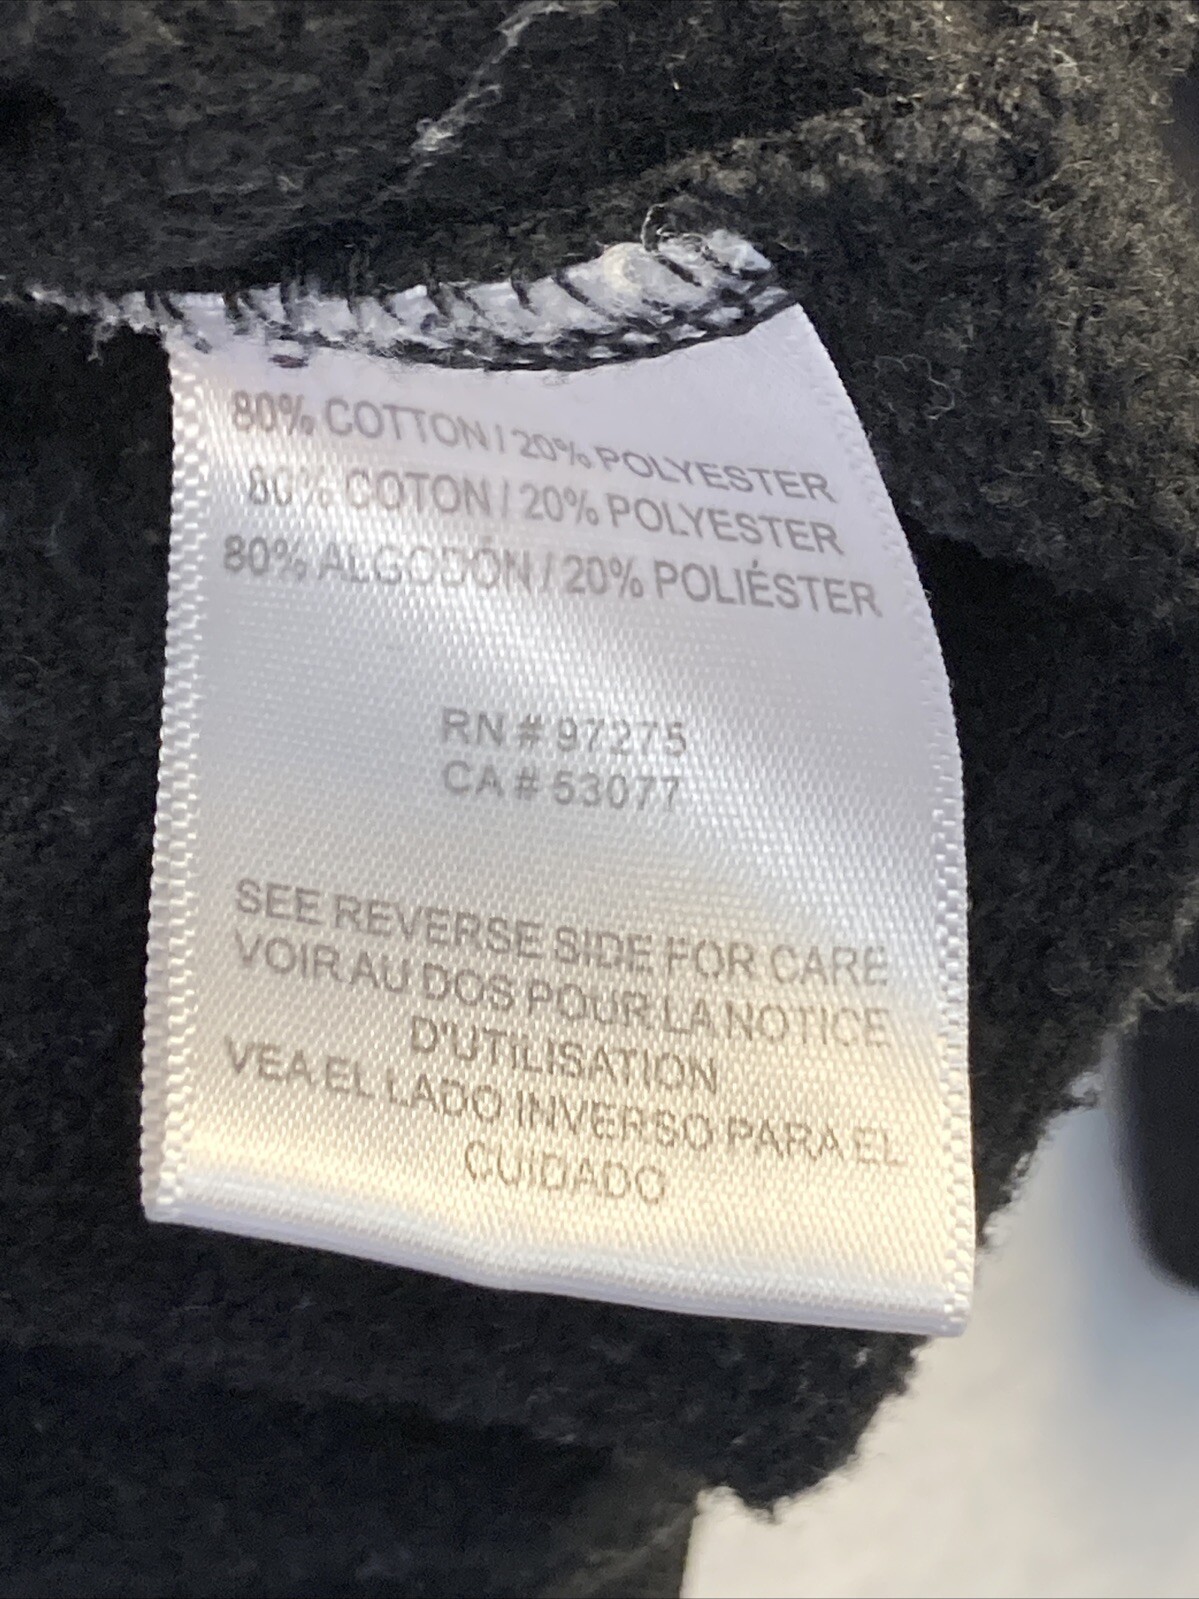 80% COTTON / 20% POLYESTER
80% COTON / 20% POLYESTER
80% ALGODÓN / 20% POLIÉSTER
RN # 97275
CA # 53077
SEE REVERSE SIDE FOR CARE
VOIR AU DOS POUR LA NOTICE
D'UTILISATION
VEA EL LADO INVERSO PARA EL
CUIDADO